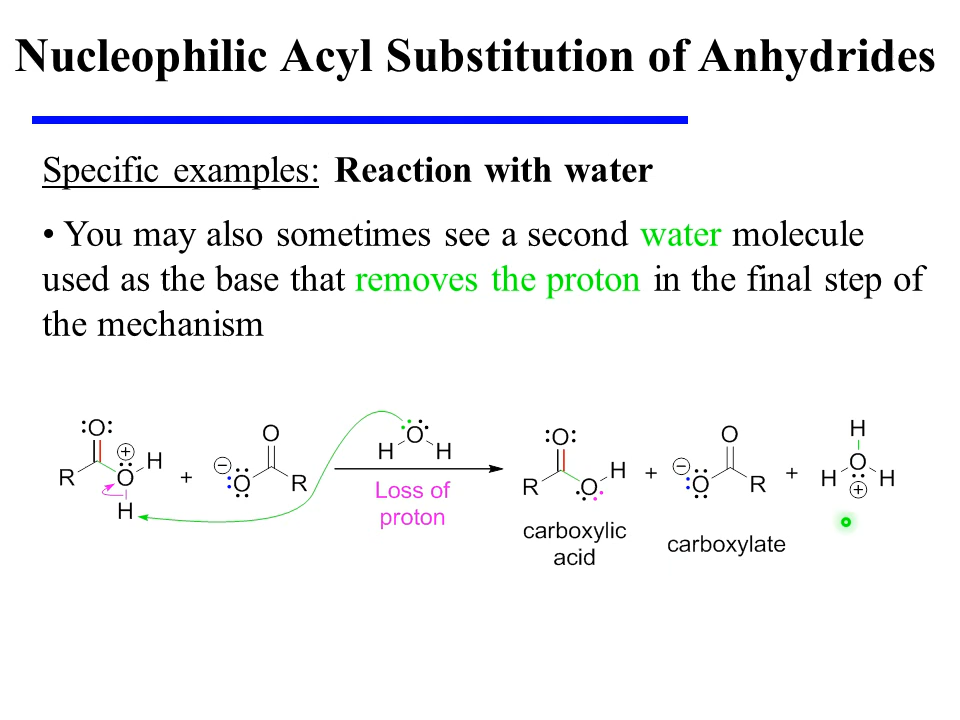 Nucleophilic Acyl Substitution of Anhydrides
Specific examples: Reaction with water
• You may also sometimes see a second water molecule
used as the base that removes the proton in the final step of
the mechanism
O
R
+
O
H
H
+
O
−
O
R
O
H
H
Loss of
proton
O
R
O
H
carboxylic
acid
+
O
−
O
R
carboxylate
+
H
O
H
H
+